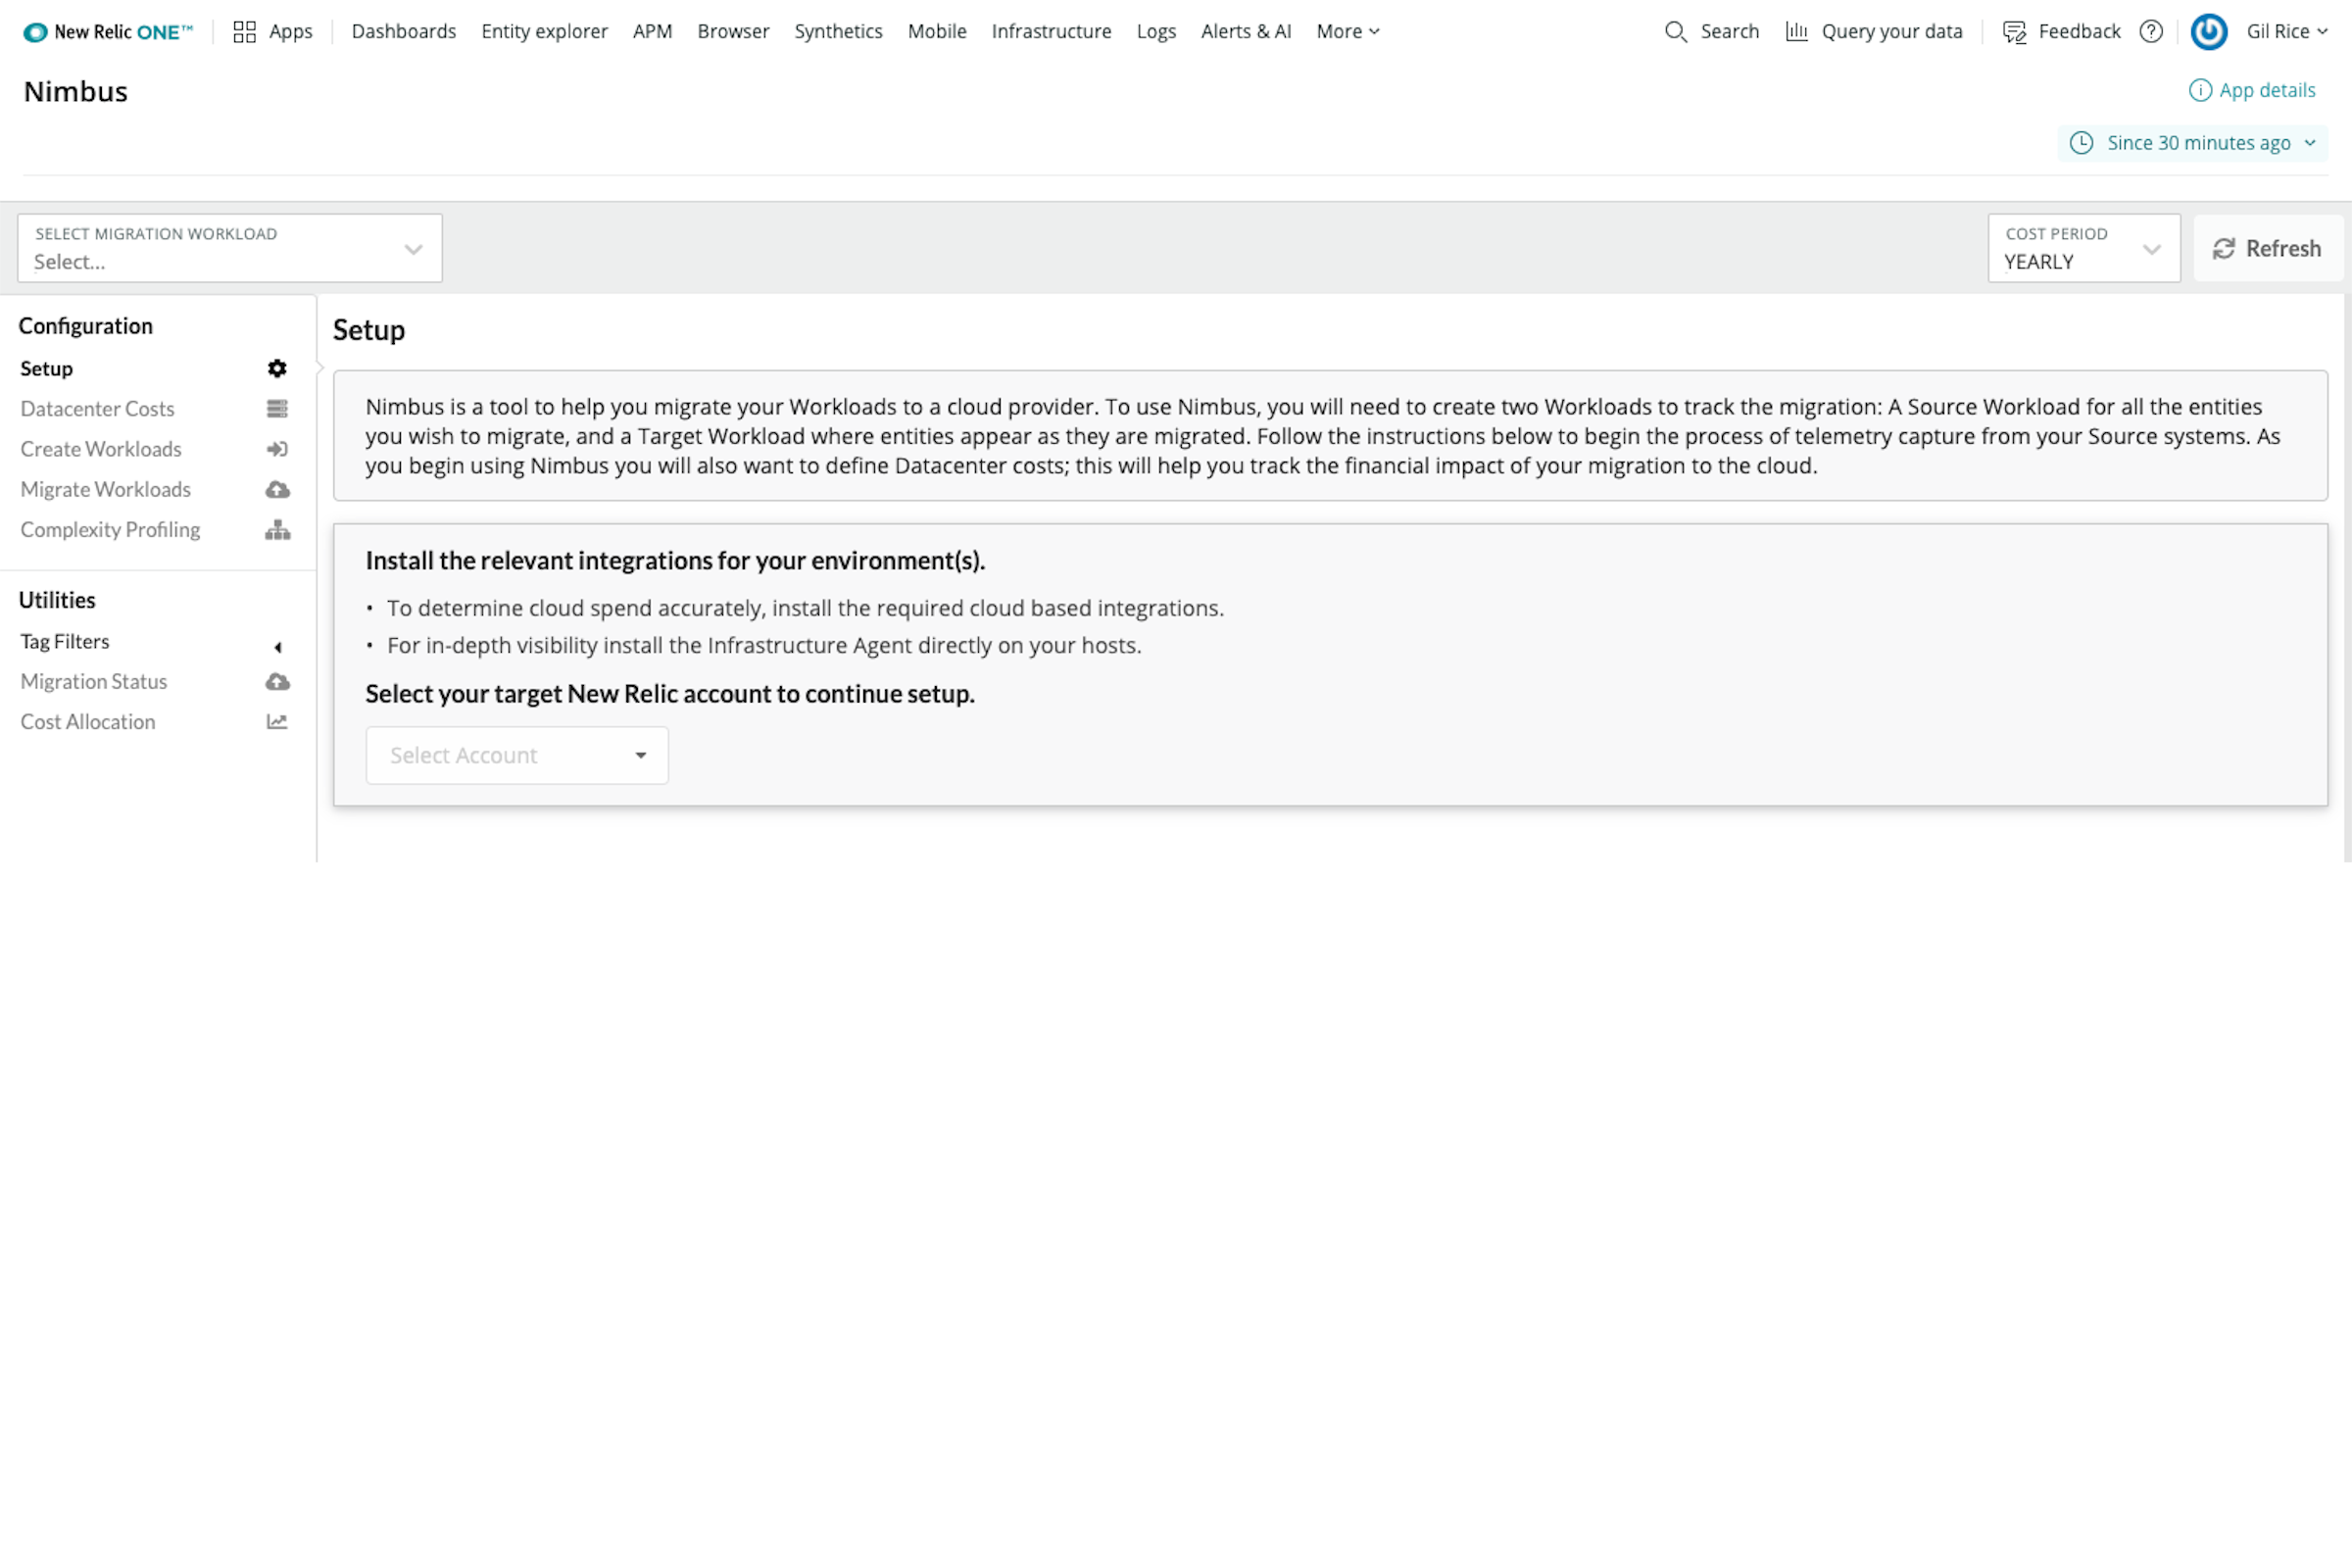 New Relic ONE™
Apps
Dashboards
Entity explorer
APM
Browser
Synthetics
Mobile
Infrastructure
Logs
Alerts & AI
More
Search
Query your data
Feedback
?
Gil Rice
Nimbus
App details
Since 30 minutes ago
SELECT MIGRATION WORKLOAD
Select...
COST PERIOD
YEARLY
Refresh
Configuration
Setup
Datacenter Costs
Create Workloads
Migrate Workloads
Complexity Profiling
Utilities
Tag Filters
Migration Status
Cost Allocation
Setup
Nimbus is a tool to help you migrate your Workloads to a cloud provider. To use Nimbus, you will need to create two Workloads to track the migration: A Source Workload for all the entities
you wish to migrate, and a Target Workload where entities appear as they are migrated. Follow the instructions below to begin the process of telemetry capture from your Source systems. As
you begin using Nimbus you will also want to define Datacenter costs; this will help you track the financial impact of your migration to the cloud.
Install the relevant integrations for your environment(s).
• To determine cloud spend accurately, install the required cloud based integrations.
• For in-depth visibility install the Infrastructure Agent directly on your hosts.
Select your target New Relic account to continue setup.
Select Account